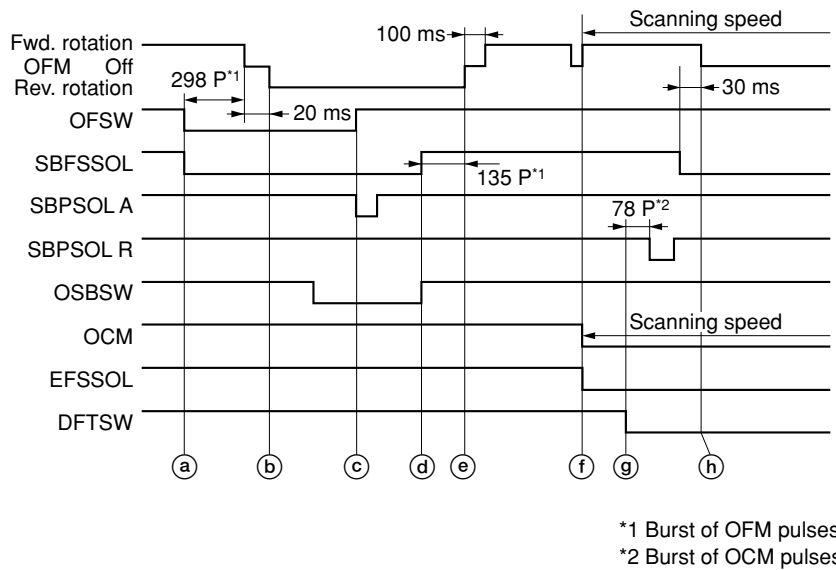 Scanning speed
100 ms
Fwd. rotation
OFM Off
Rev. rotation
298 P*1
20 ms
30 ms
OFSW
SBFSSOL
135 P*1
SBPSOL A
78 P*2
SBPSOL R
OSBSW
OCM
Scanning speed
EFSSOL
DFTSW
a b c d e f g h
*1 Burst of OFM pulses
*2 Burst of OCM pulses